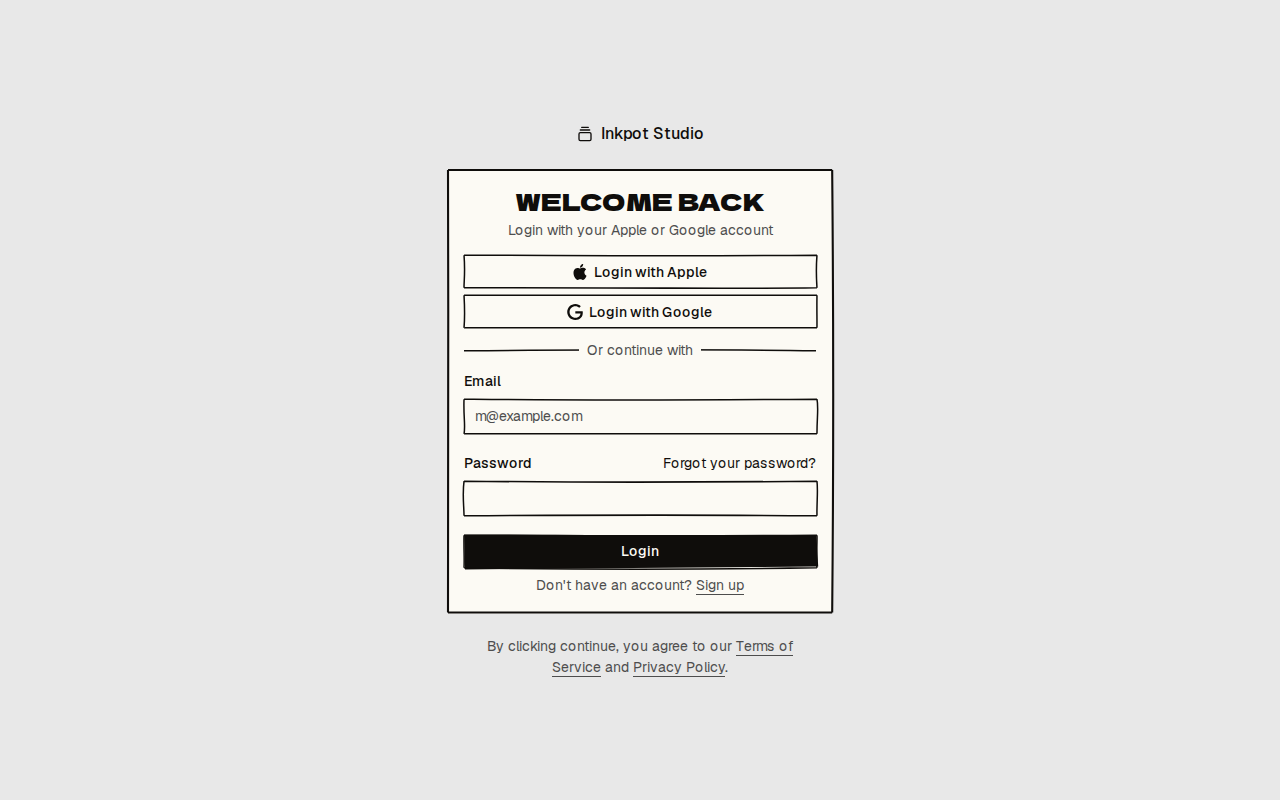 Inkpot Studio
WELCOME BACK
Login with your Apple or Google account
Login with Apple
Login with Google
Or continue with
Email
m@example.com
Password
Forgot your password?
Login
Don't have an account? Sign up
By clicking continue, you agree to our Terms of
Service and Privacy Policy.